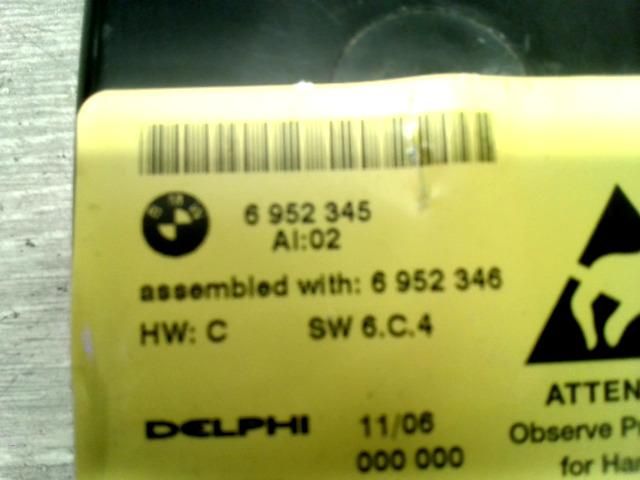 BMW
6 952 345
AI:02
assembled with: 6 952 346
HW: C SW 6.C.4
DELPHI 11/06
000 000
ATTEN
Observe P
for Han